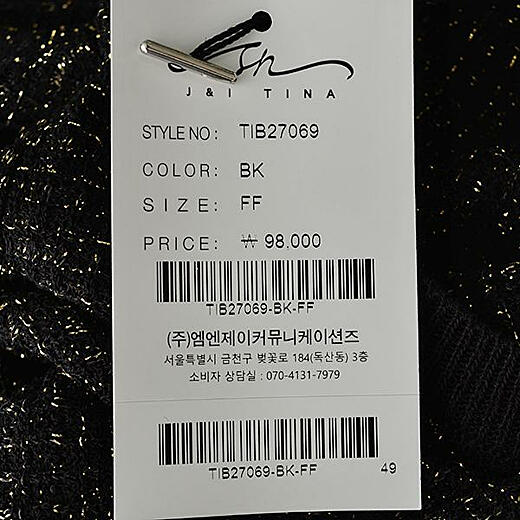 J&I TINA
STYLE NO: TIB27069
COLOR: BK
SIZE: FF
PRICE: ₩ 98.000
TIB27069-BK-FF
(주)엠엔제이커뮤니케이션즈
서울특별시 금천구 벚꽃로 184(독산동) 3층
소비자 상담실 : 070-4131-7979
TIB27069-BK-FF 49